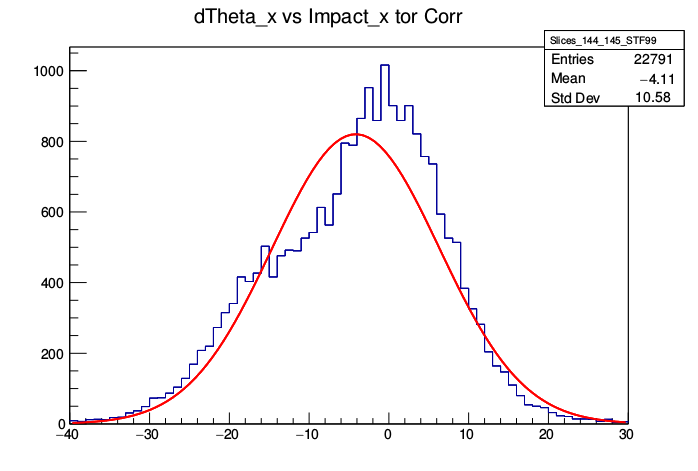 dTheta_x vs Impact_x tor Corr
Slices_144_145_STF99
Entries 22791
Mean −4.11
Std Dev 10.58
1000
800
600
400
200
0
−40 −30 −20 −10 0 10 20 30